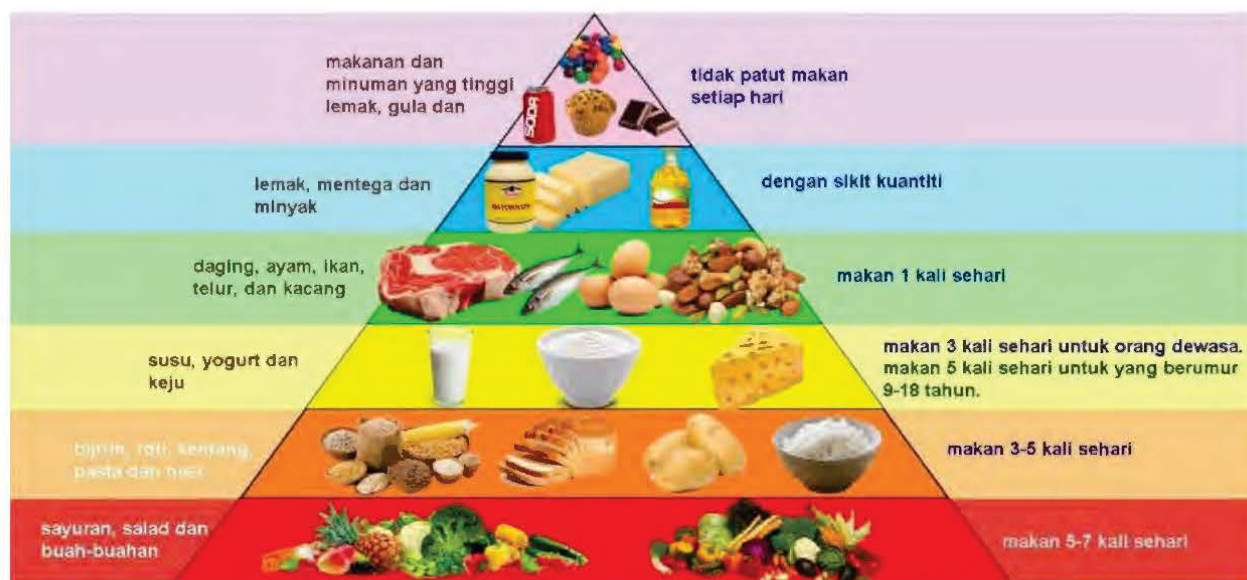 makanan dan
minuman yang tinggi
lemak, gula dan
tidak patut makan
setiap hari
SODA
lemak, mentega dan
minyak
dengan sikit kuantiti
daging, ayam, ikan,
telur, dan kacang
makan 1 kali sehari
susu, yogurt dan
keju
makan 3 kali sehari untuk orang dewasa.
makan 5 kali sehari untuk yang berumur
9-18 tahun.
bijirin, roti, kentang,
pasta dan
makan 3-5 kali sehari
sayuran, salad dan
buah-buahan
makan 5-7 kali sehari